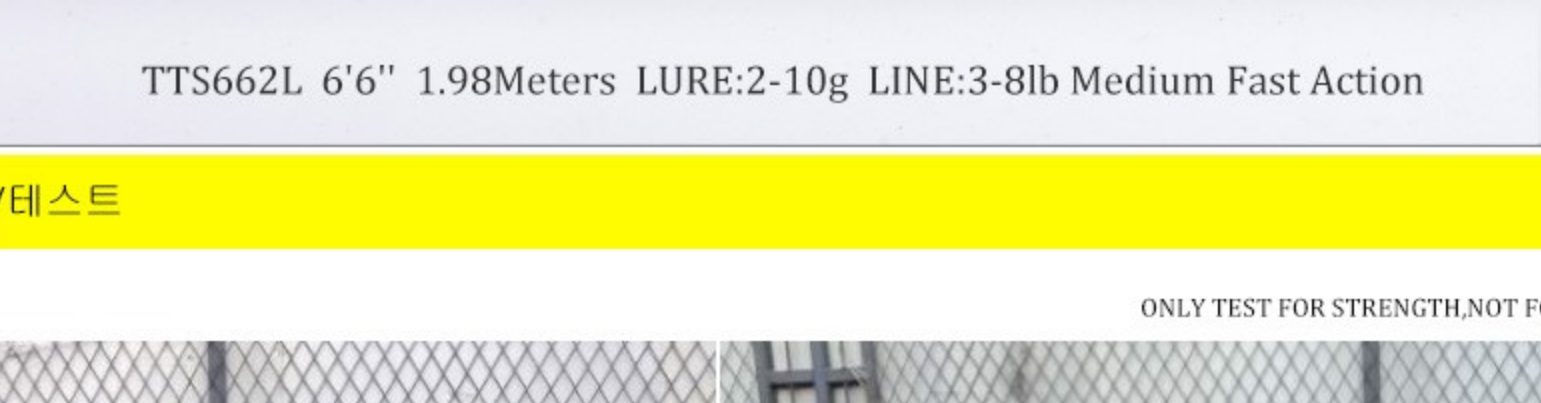 TTS662L 6'6'' 1.98Meters LURE:2-10g LINE:3-8lb Medium Fast Action
/테스트
ONLY TEST FOR STRENGTH,NOT